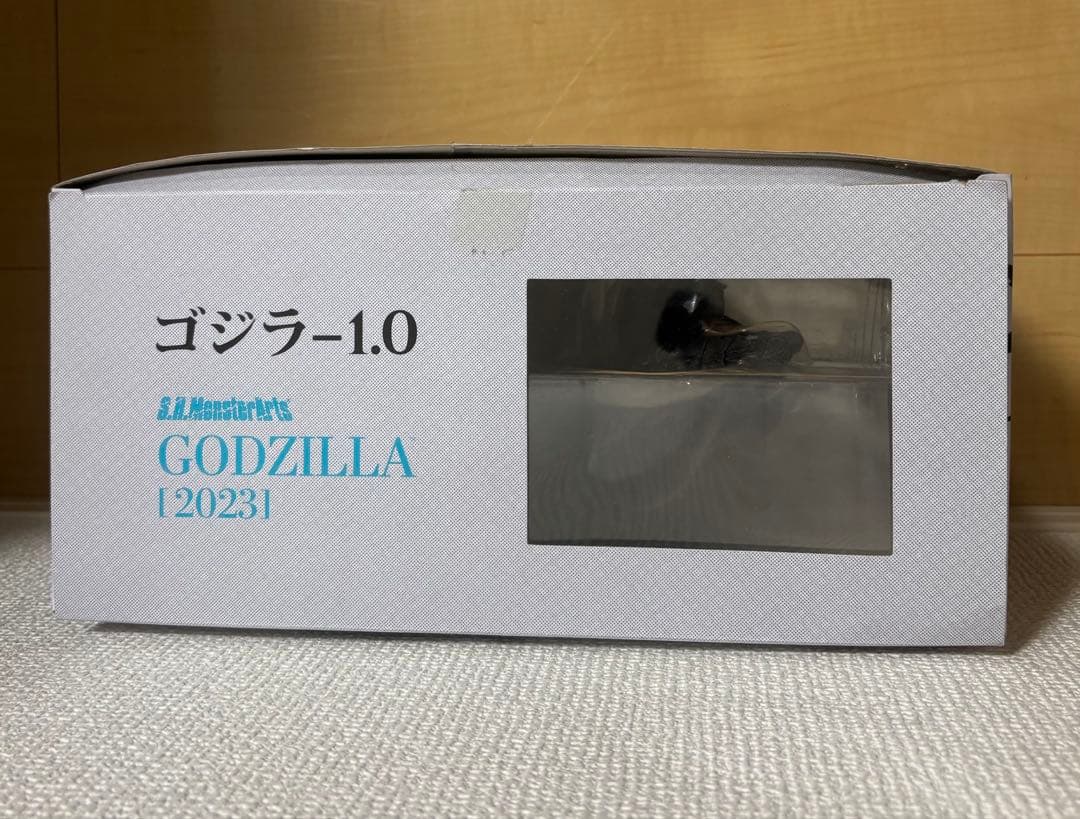 ゴジラ-1.0
S.H.MonsterArts
GODZILLA
[2023]